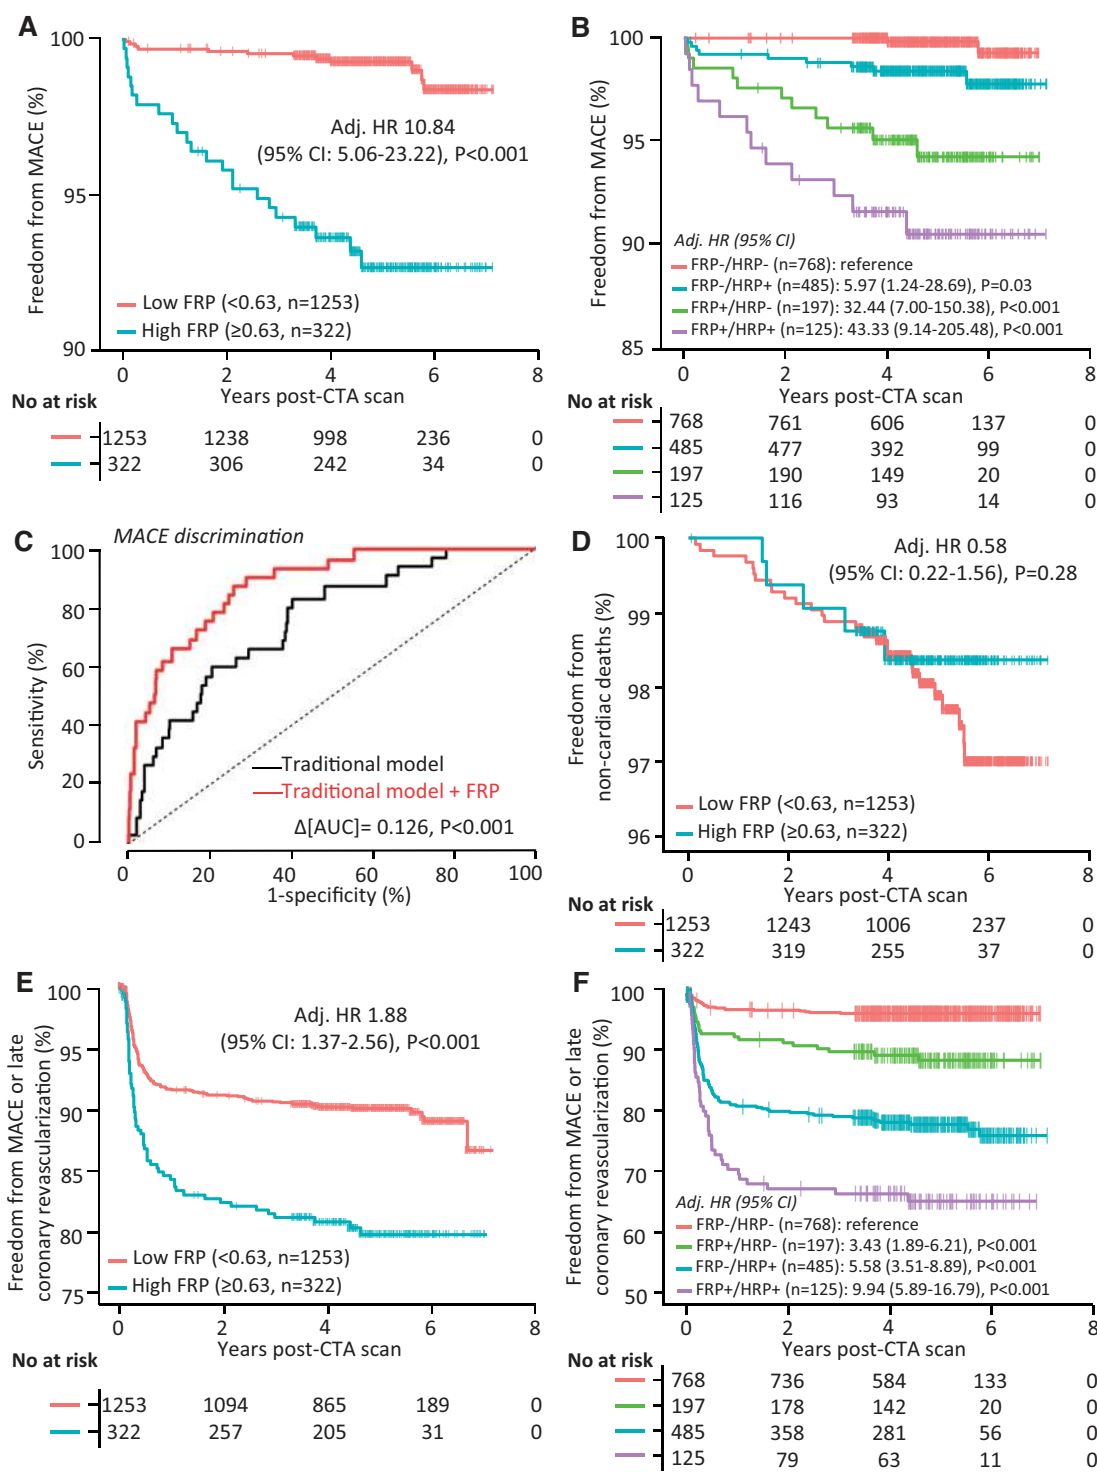 A
Freedom from MACE (%)
100
95
90
Adj. HR 10.84
(95% CI: 5.06-23.22), P<0.001
Low FRP (<0.63, n=1253)
High FRP (≥0.63, n=322)
0 2 4 6 8
Years post-CTA scan
No at risk
1253 1238 998 236 0
322 306 242 34 0
B
Freedom from MACE (%)
100
95
90
85
Adj. HR (95% CI)
FRP-/HRP- (n=768): reference
FRP-/HRP+ (n=485): 5.97 (1.24-28.69), P=0.03
FRP+/HRP- (n=197): 32.44 (7.00-150.38), P<0.001
FRP+/HRP+ (n=125): 43.33 (9.14-205.48), P<0.001
0 2 4 6 8
Years post-CTA scan
No at risk
768 761 606 137 0
485 477 392 99 0
197 190 149 20 0
125 116 93 14 0
C
MACE discrimination
Sensitivity (%)
100
80
60
40
20
0
Traditional model
Traditional model + FRP
Δ[AUC]= 0.126, P<0.001
0 20 40 60 80 100
1-specificity (%)
D
Freedom from
non-cardiac deaths (%)
100
99
98
97
96
Adj. HR 0.58
(95% CI: 0.22-1.56), P=0.28
Low FRP (<0.63, n=1253)
High FRP (≥0.63, n=322)
0 2 4 6 8
Years post-CTA scan
No at risk
1253 1243 1006 237 0
322 319 255 37 0
E
Freedom from MACE or late
coronary revascularization (%)
100
95
90
85
80
75
Adj. HR 1.88
(95% CI: 1.37-2.56), P<0.001
Low FRP (<0.63, n=1253)
High FRP (≥0.63, n=322)
0 2 4 6 8
Years post-CTA scan
No at risk
1253 1094 865 189 0
322 257 205 31 0
F
Freedom from MACE or late
coronary revascularization (%)
100
90
80
70
60
50
Adj. HR (95% CI)
FRP-/HRP- (n=768): reference
FRP+/HRP- (n=197): 3.43 (1.89-6.21), P<0.001
FRP-/HRP+ (n=485): 5.58 (3.51-8.89), P<0.001
FRP+/HRP+ (n=125): 9.94 (5.89-16.79), P<0.001
0 2 4 6 8
Years post-CTA scan
No at risk
768 736 584 133 0
197 178 142 20 0
485 358 281 56 0
125 79 63 11 0